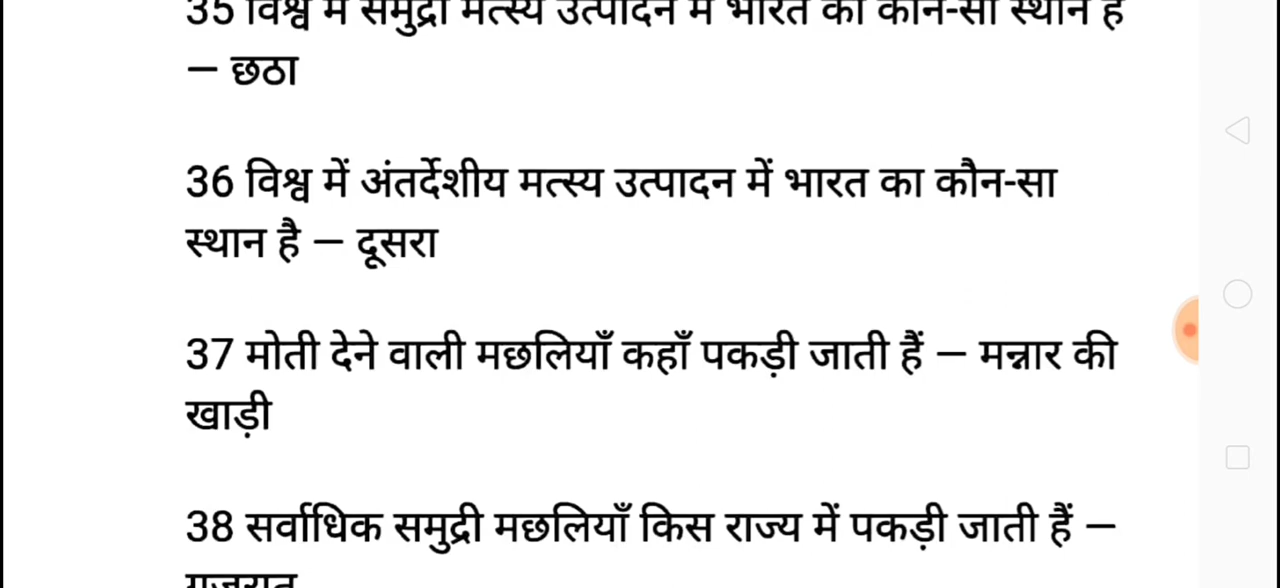 35 विश्व में समुद्री मत्स्य उत्पादन में भारत का कौन-सा स्थान है
— छठा
36 विश्व में अंतर्देशीय मत्स्य उत्पादन में भारत का कौन-सा
स्थान है — दूसरा
37 मोती देने वाली मछलियाँ कहाँ पकड़ी जाती हैं — मन्नार की
खाड़ी
38 सर्वाधिक समुद्री मछलियाँ किस राज्य में पकड़ी जाती हैं —
गुजरात